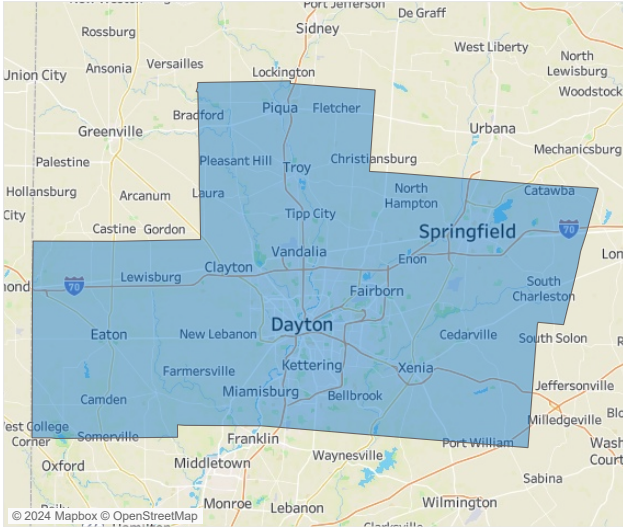 Port Jefferson
De Graff
Rossburg
Sidney
West Liberty
Versailles
North
Lewisburg
Union City
Ansonia
Lockington
Woodstock
Bradford
Piqua
Fletcher
Greenville
Urbana
Mechanicsburg
Palestine
Pleasant Hill
Troy
Christiansburg
Hollansburg
Arcanum
Laura
North
Hampton
Catawba
City
Tipp City
Castine
Gordon
Springfield
70
Vandalia
Enon
Clayton
Lewisburg
70
Fairborn
South
Charleston
Dayton
Eaton
New Lebanon
Cedarville
South Solon
Farmersville
Kettering
Xenia
Jeffersonville
Camden
Miamisburg
Bellbrook
Milledgeville
West College
Corner
Somerville
Franklin
Port William
Oxford
Middletown
Waynesville
Sabina
Monroe
Lebanon
Wilmington
© 2024 Mapbox © OpenStreetMap